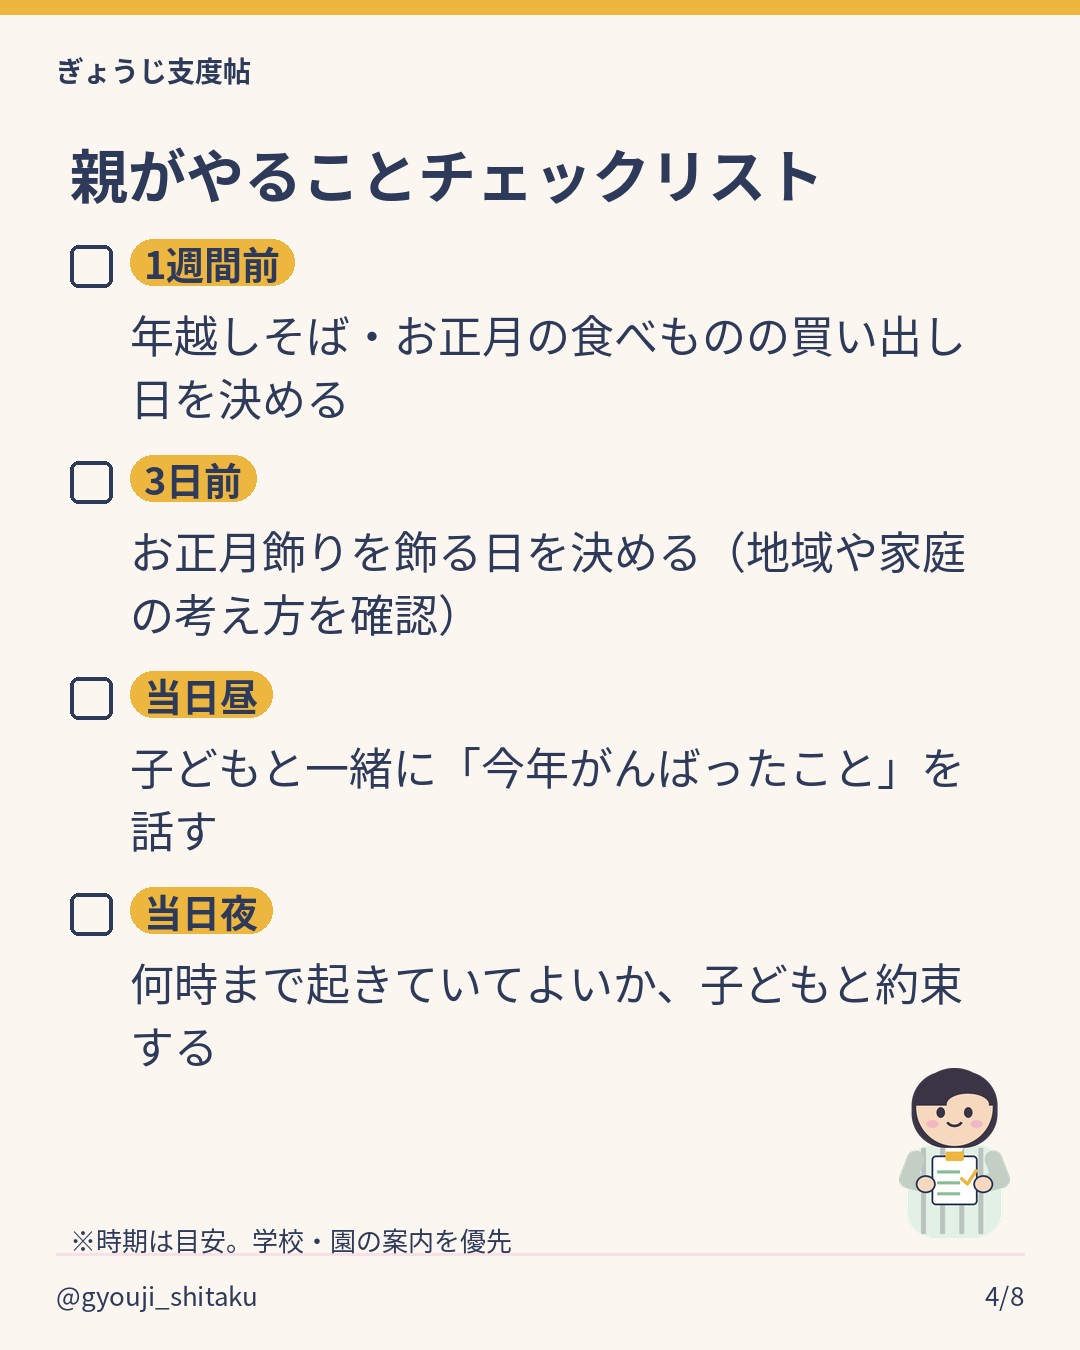 ぎょうじ支度帖
親がやることチェックリスト
1週間前
年越しそば・お正月の食べものの買い出し
日を決める
3日前
お正月飾りを飾る日を決める（地域や家庭
の考え方を確認）
当日昼
子どもと一緒に「今年がんばったこと」を
話す
当日夜
何時まで起きていてよいか、子どもと約束
する
※時期は目安。学校・園の案内を優先
@gyouji_shitaku
4/8